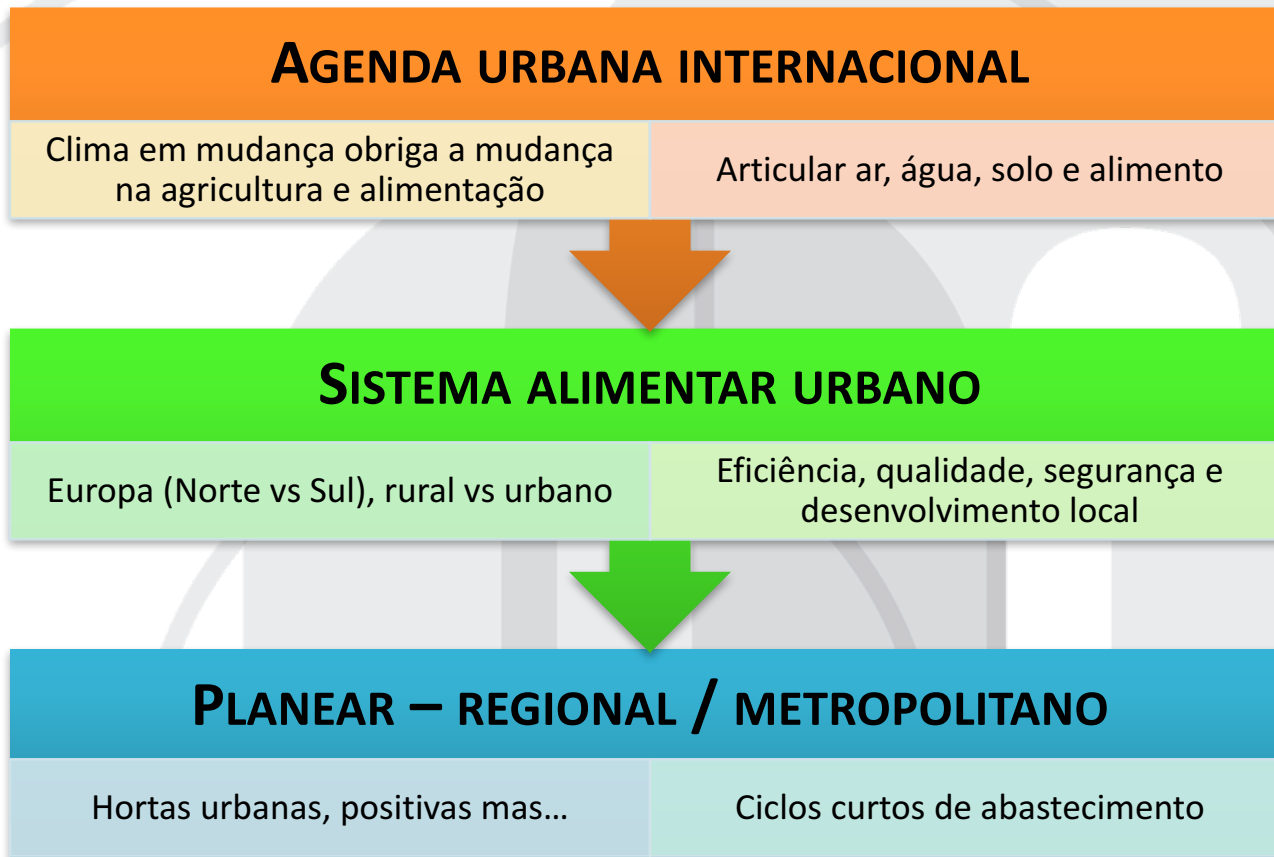 AGENDA URBANA INTERNACIONAL
Clima em mudança obriga a mudança
na agricultura e alimentação
Articular ar, água, solo e alimento
SISTEMA ALIMENTAR URBANO
Europa (Norte vs Sul), rural vs urbano
Eficiência, qualidade, segurança e
desenvolvimento local
PLANEAR – REGIONAL / METROPOLITANO
Hortas urbanas, positivas mas…
Ciclos curtos de abastecimento